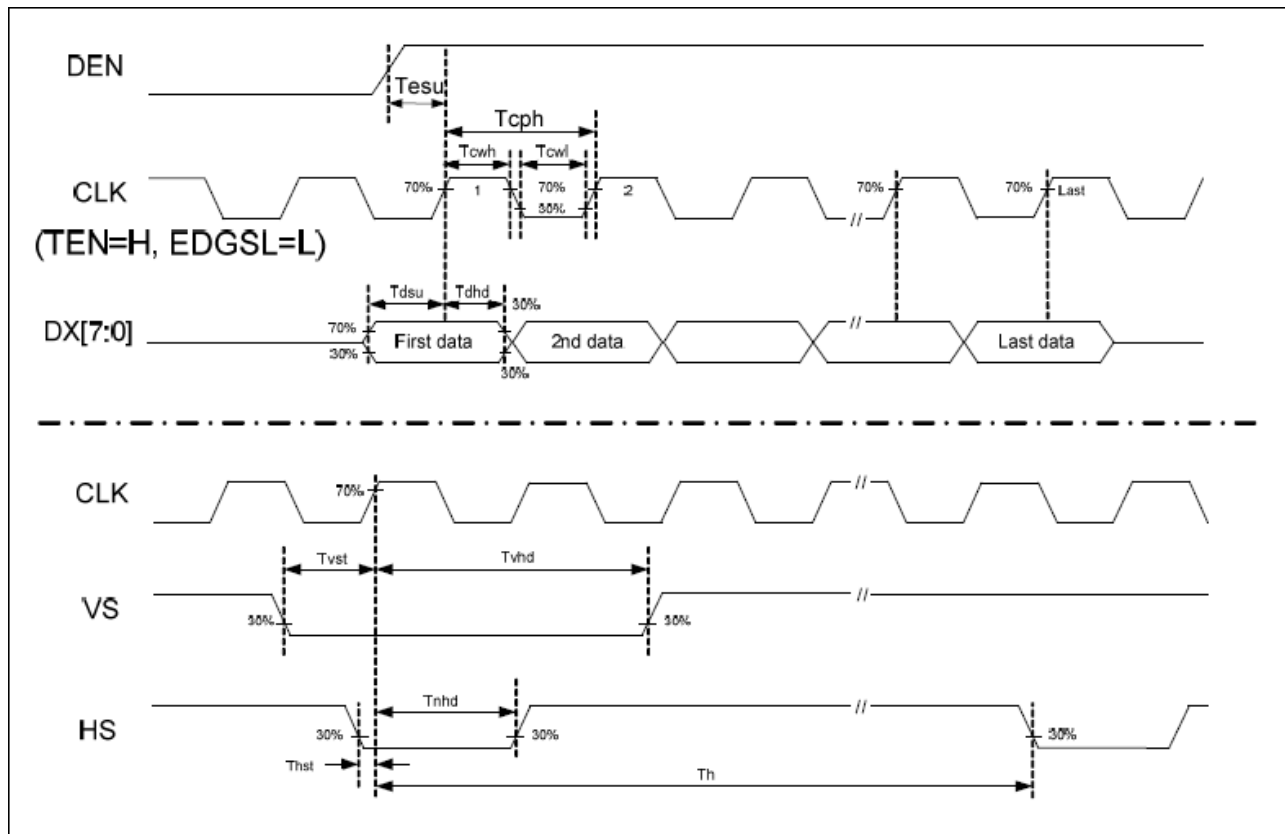 DEN
Tesu
Tcph
Tcwh Tcwl
CLK 70% 1 70% 2 70% 70% Last
30% //
(TEN=H, EDGSL=L)
Tdsu Tdhd 30%
DX[7:0] 70% First data 2nd data // Last data
30% 30%
CLK 70% //
Tvst Tvhd
VS 30% 30% //
Tnhd
HS 30% 30% // 30%
Thst Th